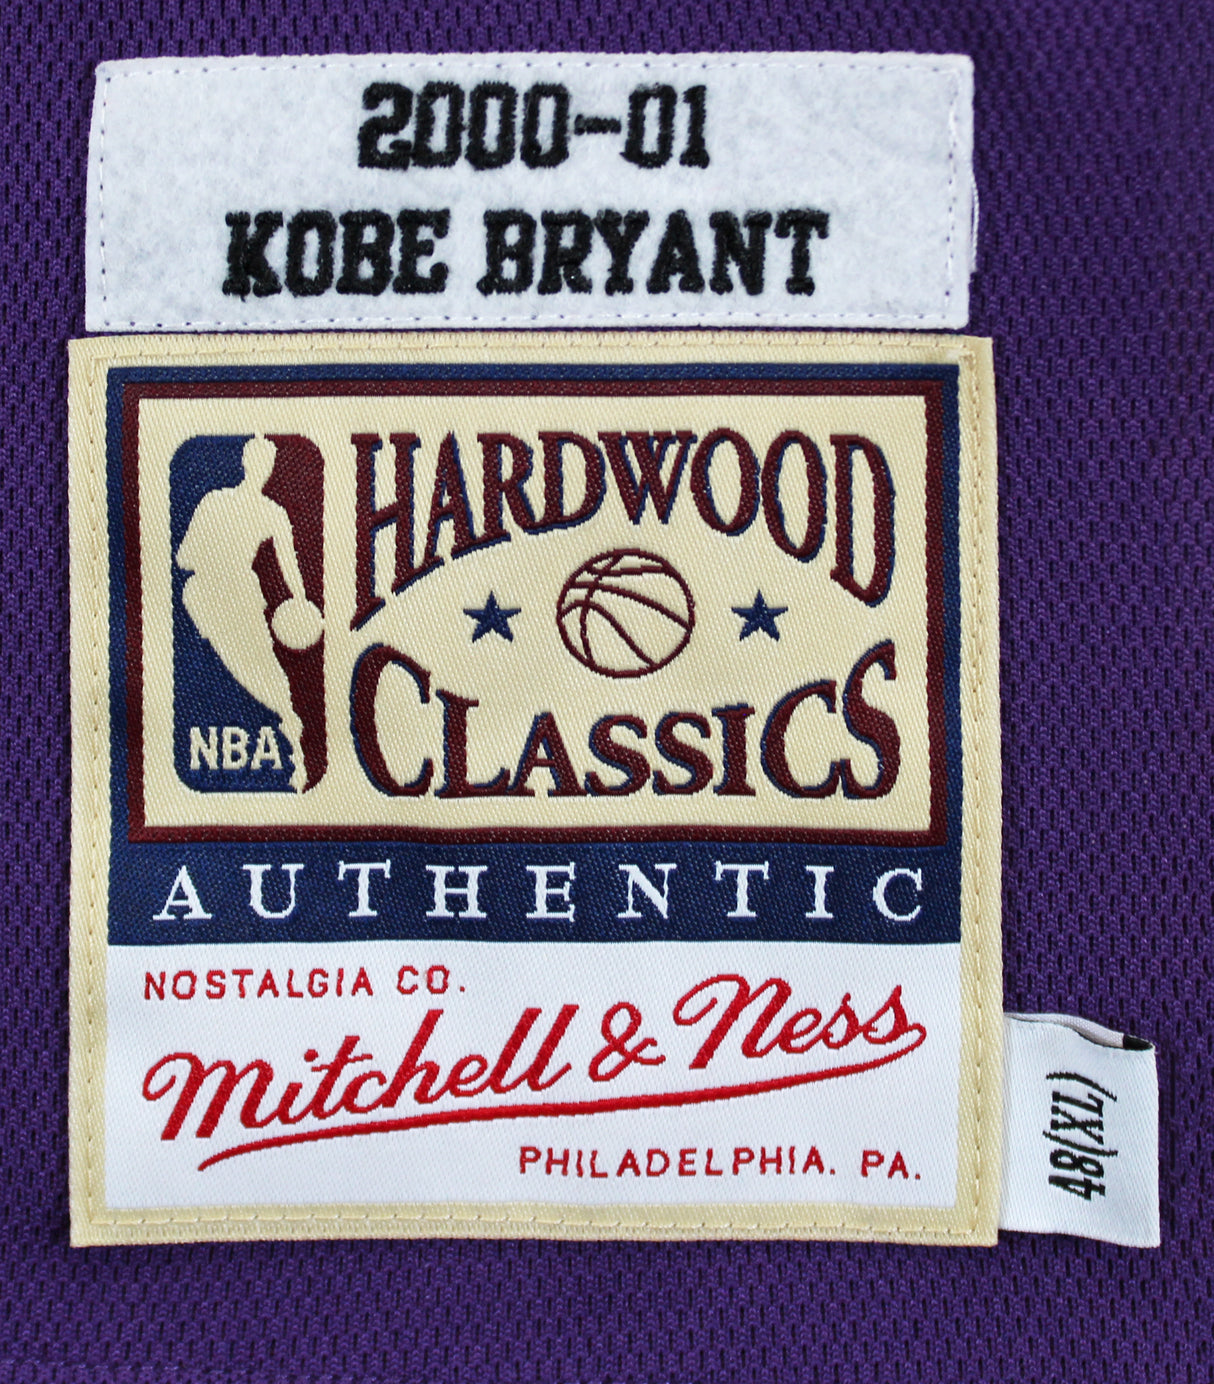 2000-01
KOBE BRYANT
HARDWOOD
CLASSICS
NBA
AUTHENTIC
NOSTALGIA CO.
Mitchell & Ness
PHILADELPHIA. PA.
48(XL)